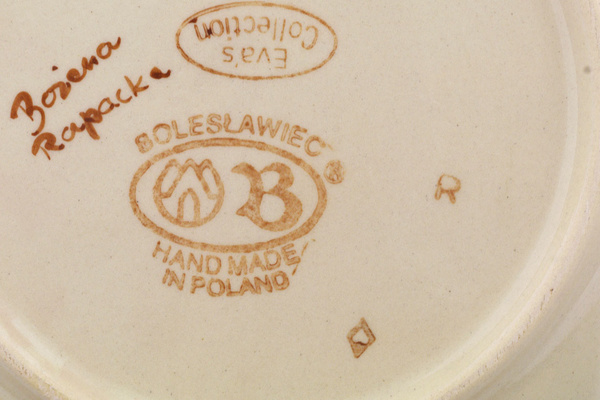 Eva's
Collection
Bożena
Rapacka
BOLESŁAWIEC
®
B
HAND MADE
IN POLAND
R